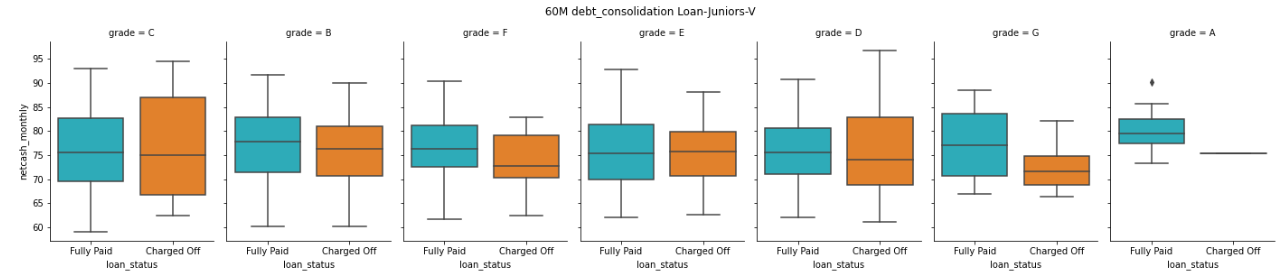 60M debt_consolidation Loan-Juniors-V
grade = C
grade = B
grade = F
grade = E
grade = D
grade = G
grade = A
netcash_monthly
95
90
85
80
75
70
65
60
Fully Paid Charged Off
loan_status
Fully Paid Charged Off
loan_status
Fully Paid Charged Off
loan_status
Fully Paid Charged Off
loan_status
Fully Paid Charged Off
loan_status
Fully Paid Charged Off
loan_status
Fully Paid Charged Off
loan_status